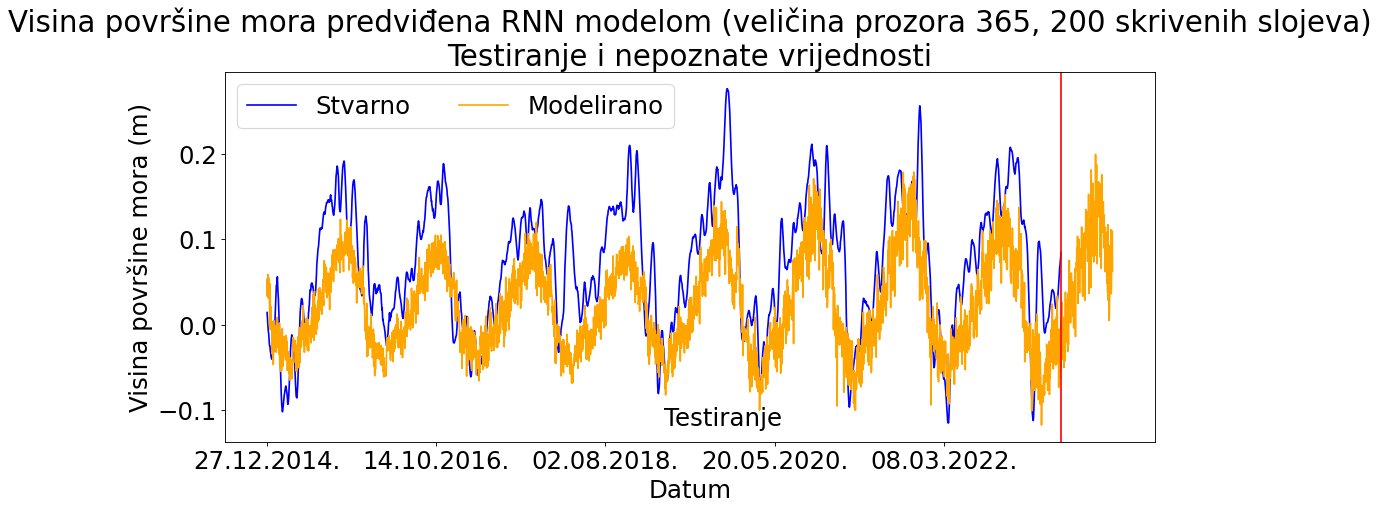 Visina površine mora predviđena RNN modelom (veličina prozora 365, 200 skrivenih slojeva)
Testiranje i nepoznate vrijednosti
Stvarno
Modelirano
Visina površine mora (m)
0.2
0.1
0.0
−0.1
Testiranje
27.12.2014.
14.10.2016.
02.08.2018.
20.05.2020.
08.03.2022.
Datum